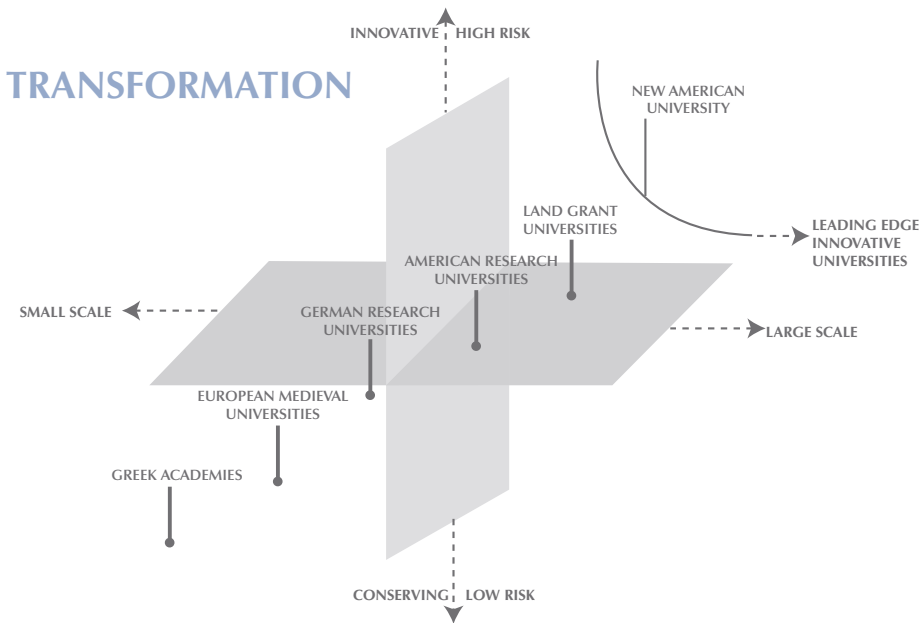 INNOVATIVE HIGH RISK
TRANSFORMATION
NEW AMERICAN
UNIVERSITY
LAND GRANT
UNIVERSITIES
LEADING EDGE
INNOVATIVE
UNIVERSITIES
AMERICAN RESEARCH
UNIVERSITIES
SMALL SCALE
GERMAN RESEARCH
UNIVERSITIES
LARGE SCALE
EUROPEAN MEDIEVAL
UNIVERSITIES
GREEK ACADEMIES
CONSERVING LOW RISK